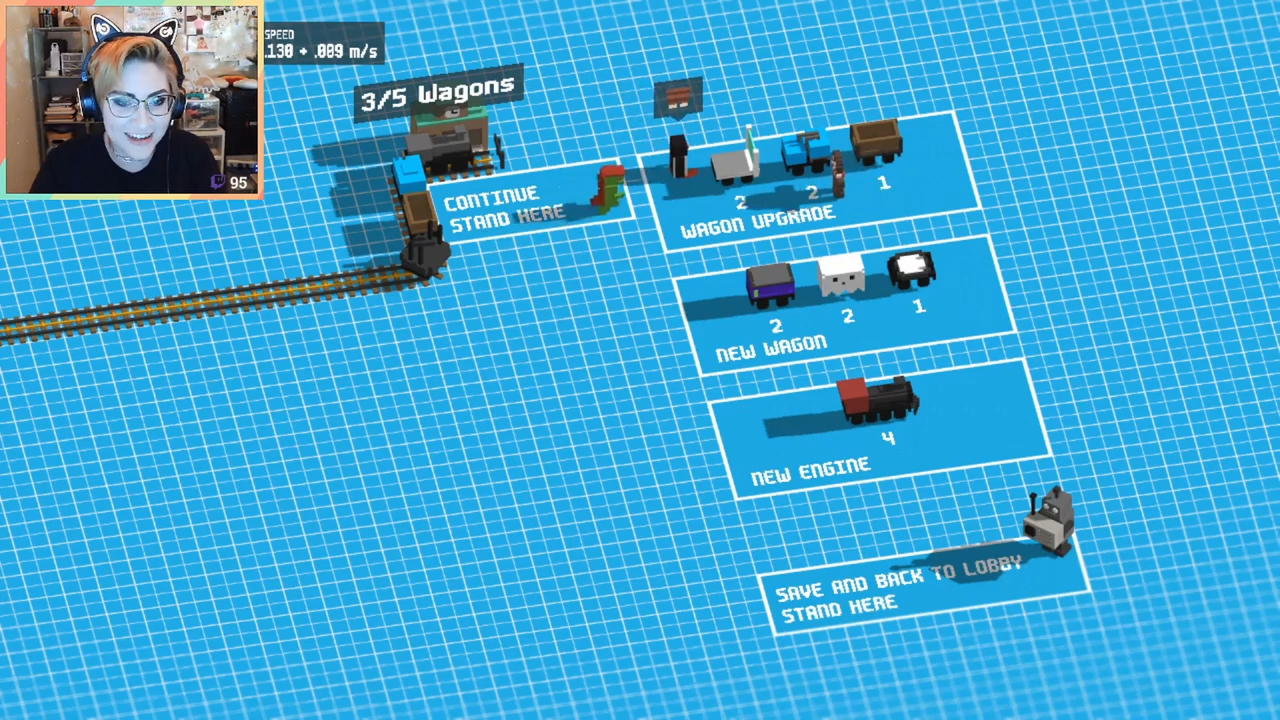 SPEED
.130 + .009 m/s
3/5 Wagons
CONTINUE
STAND HERE
2
2
1
WAGON UPGRADE
2
2
1
NEW WAGON
4
NEW ENGINE
SAVE AND BACK TO LOBBY
STAND HERE
95